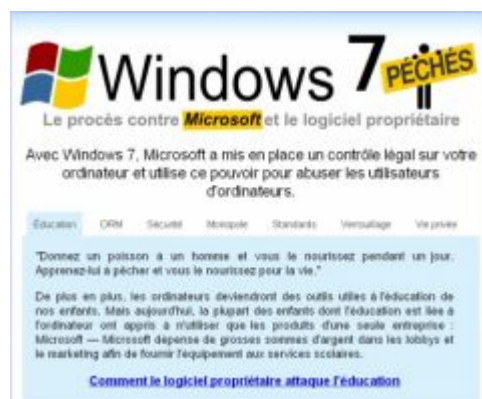 Windows 7 PÉCHÉS
Le procès contre Microsoft et le logiciel propriétaire
Avec Windows 7, Microsoft a mis en place un contrôle légal sur votre
ordinateur et utilise ce pouvoir pour abuser les utilisateurs
d'ordinateurs.
Éducation DRM Sécurité Monopole Standards Verrouillage Vie privée
"Donnez un poisson à un homme et vous le nourissez pendant un jour.
Apprenez-lui à pêcher et vous le nourissez pour la vie."
De plus en plus, les ordinateurs deviendront des outils utiles à l'éducation de
nos enfants. Mais aujourd'hui, la plupart des enfants dont l'éducation est liée à
l'ordinateur ont appris à n'utiliser que les produits d'une seule entreprise :
Microsoft — Microsoft dépense de grosses sommes d'argent dans les lobbys et
le marketing afin de fournir l'équipement aux services scolaires.
Comment le logiciel propriétaire attaque l'éducation